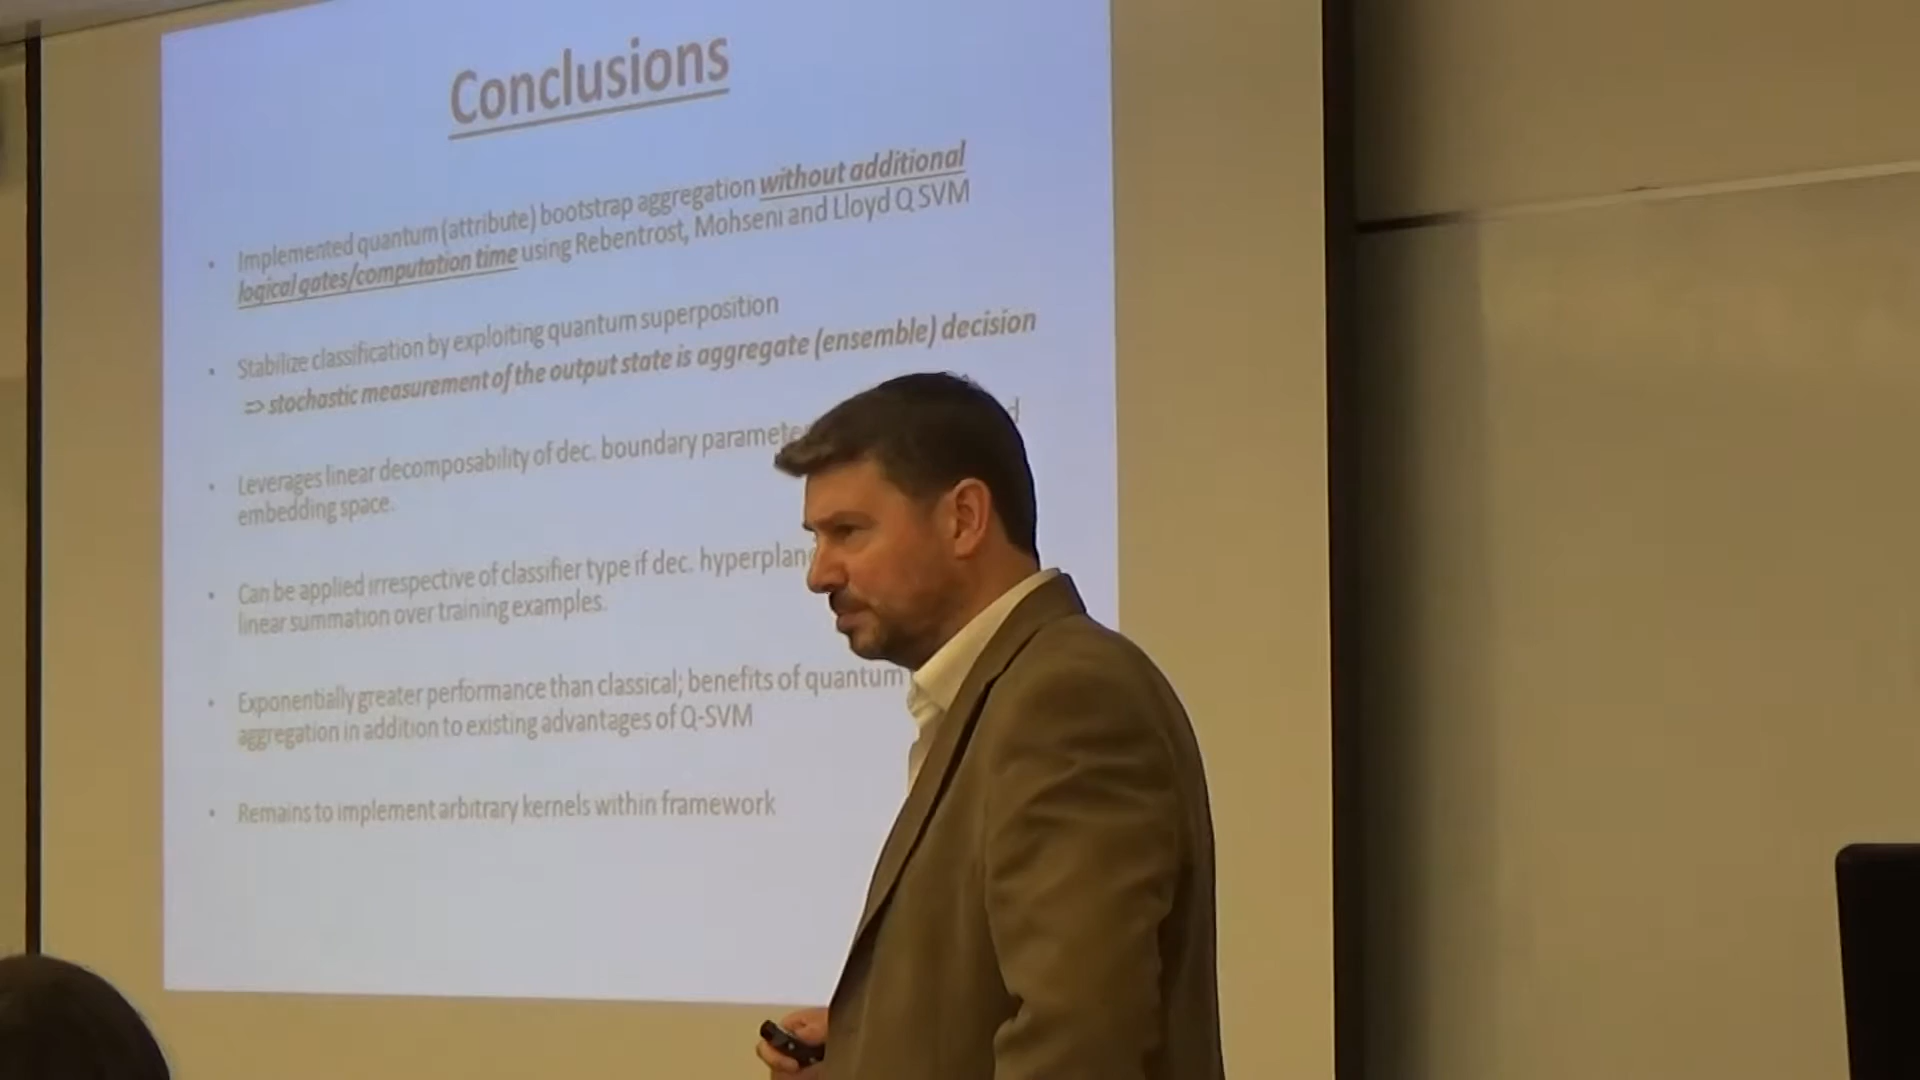 Conclusions
• Implemented quantum (attribute) bootstrap aggregation without additional
logical gates/computation time using Rebentrost, Mohseni and Lloyd Q SVM
• Stabilize classification by exploiting quantum superposition
=> stochastic measurement of the output state is aggregate (ensemble) decision
• Leverages linear decomposability of dec. boundary
embedding space.
• Can be applied irrespective of classifier type if dec.
linear summation over training examples.
• Exponentially greater performance than classical; benefits of quantum
aggregation in addition to existing advantages of Q-SVM
• Remains to implement arbitrary kernels within framework